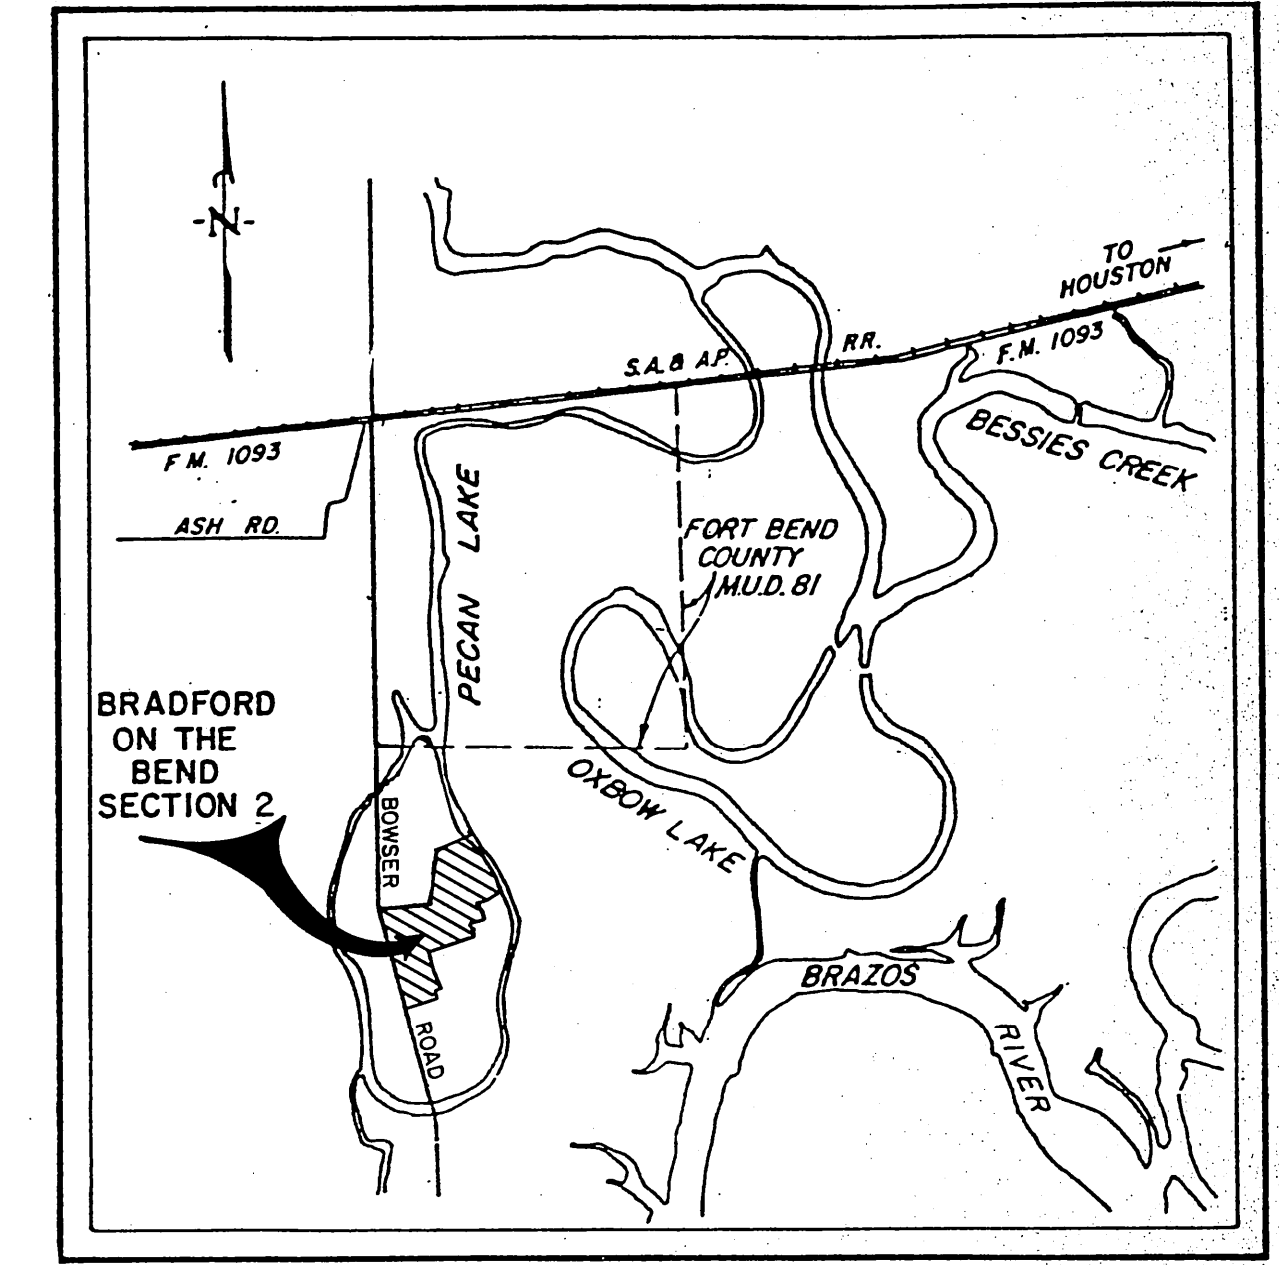 N
TO
HOUSTON
S.A. & A.P. RR.
F.M. 1093
F.M. 1093
BESSIES CREEK
ASH RD.
PECAN LAKE
FORT BEND
COUNTY
M.U.D. 81
BRADFORD
ON THE
BEND
SECTION 2
OXBOW LAKE
BOWSER
ROAD
BRAZOS
RIVER